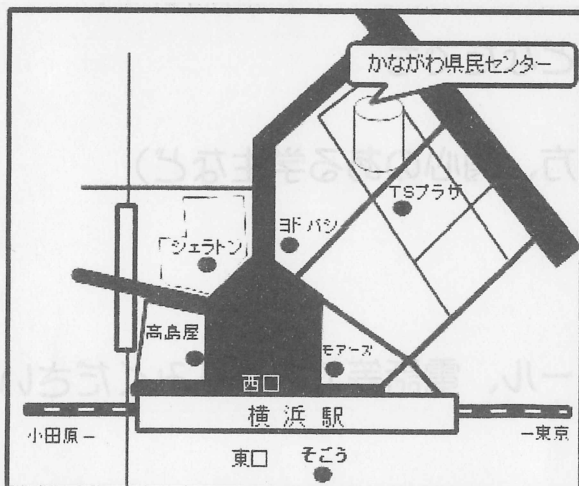 かながわ県民センター
TSプラザ
ヨドバシ
シェラトン
高島屋
モアーズ
西口
横浜駅
小田原－
－東京
東口
そごう